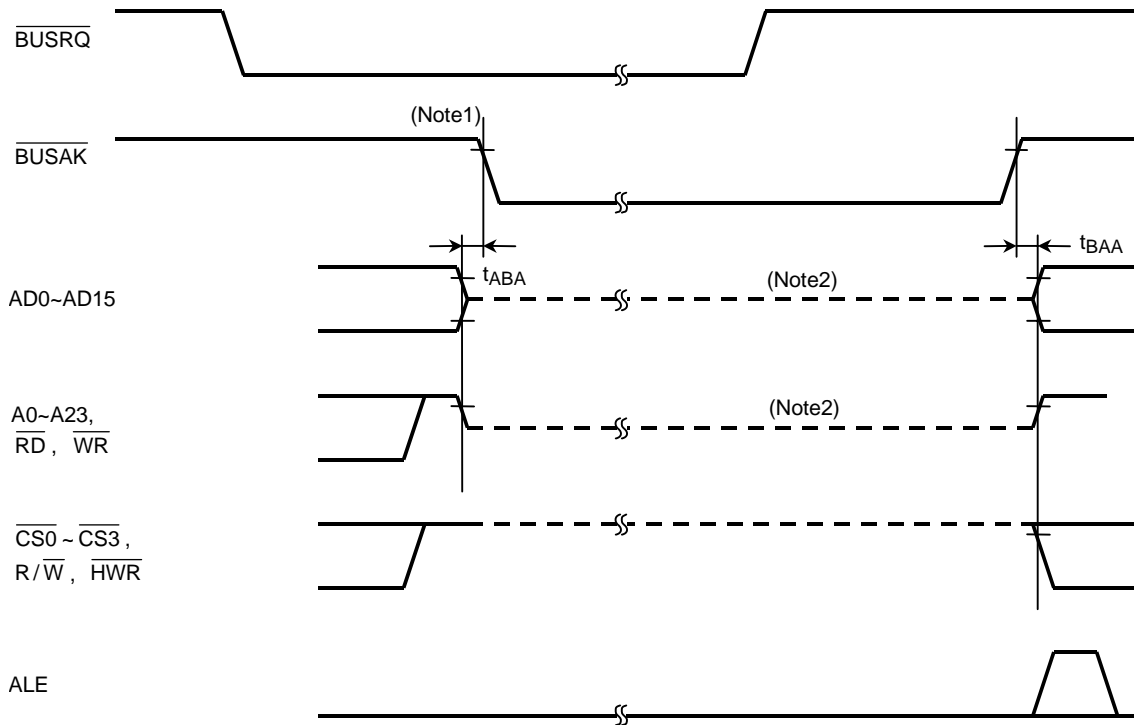 BUSRQ
(Note1)
BUSAK
tABA
tBAA
AD0~AD15
(Note2)
A0~A23,
RD , WR
(Note2)
CS0 ~ CS3 ,
R/W , HWR
ALE